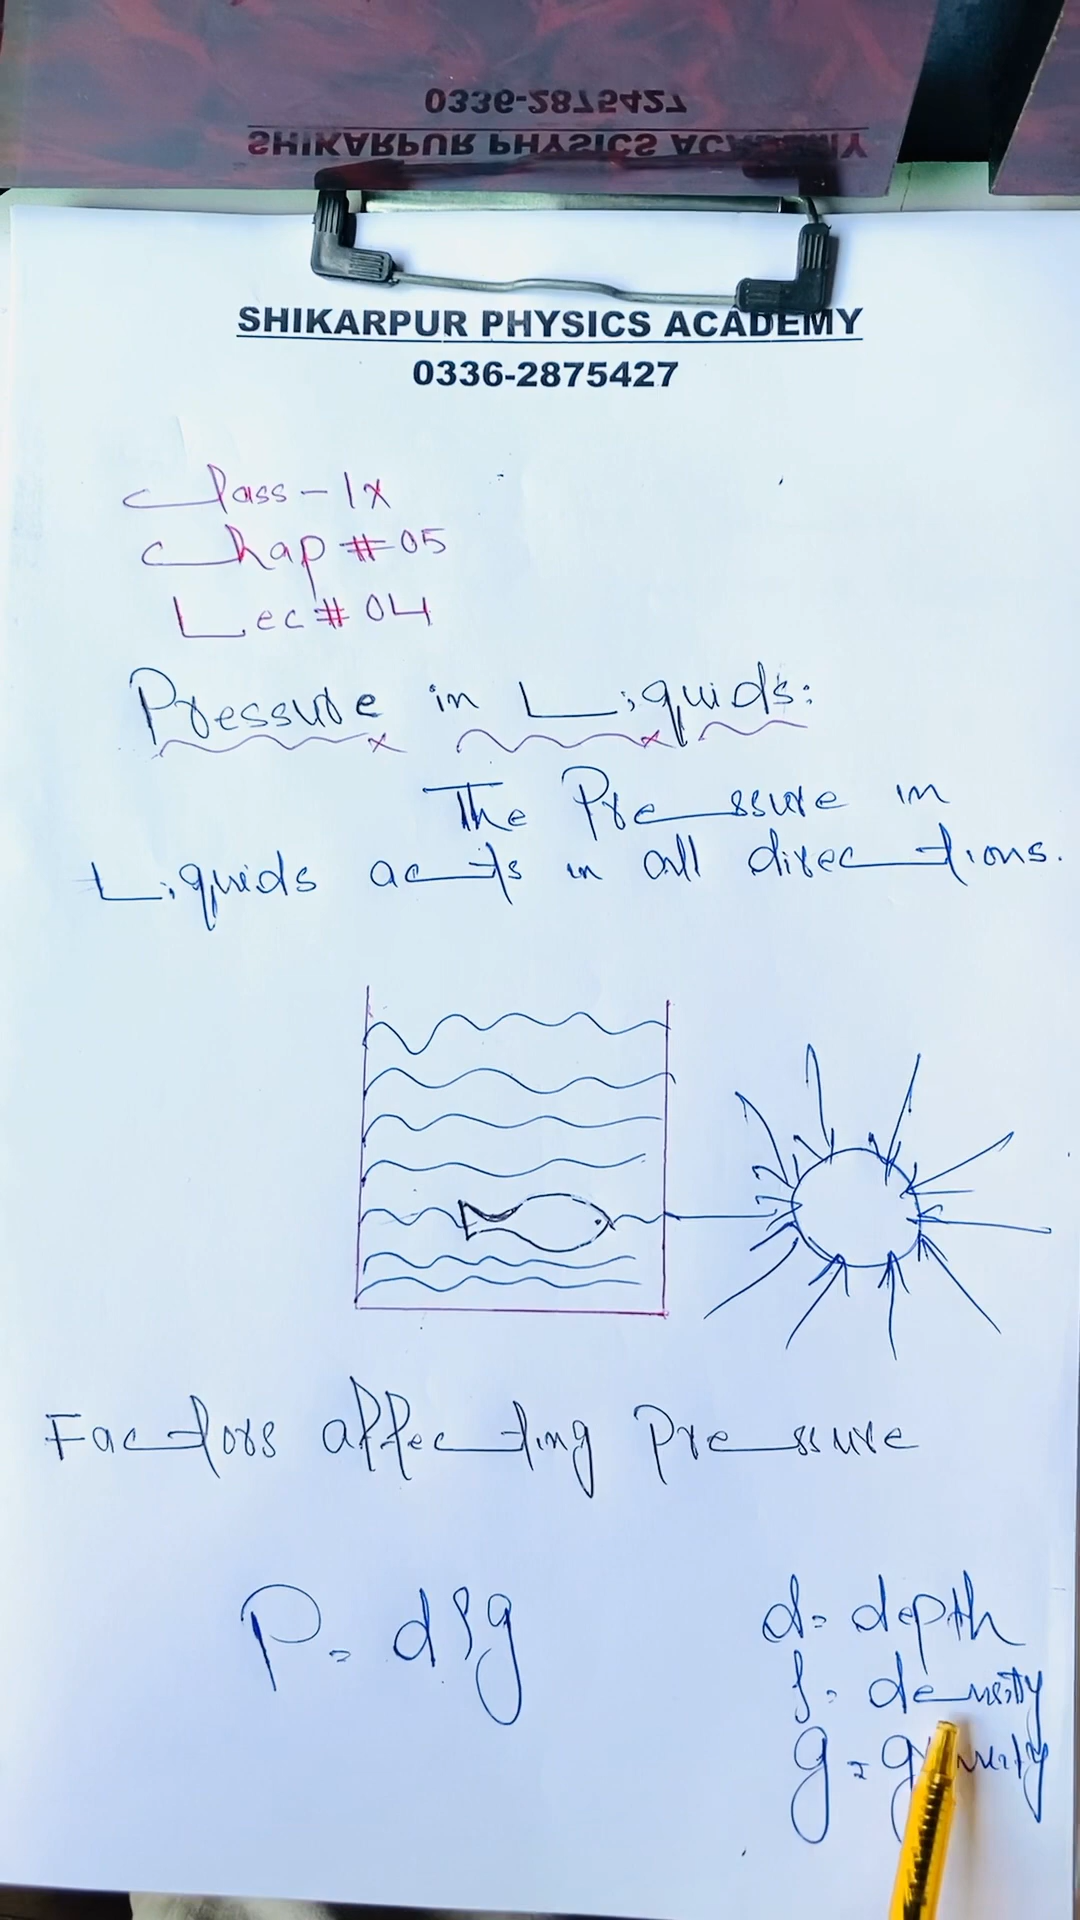 0336-2875427
SHIKARPUR PHYSICS ACADEMY
SHIKARPUR PHYSICS ACADEMY
0336-2875427
Class-IX
Chap # 05
Lec # 04
Pressure in Liquids:
The Pressure in
Liquids acts in all directions.
Factors affecting Pressure
P = dρg
d = depth
ρ = density
g = gravity